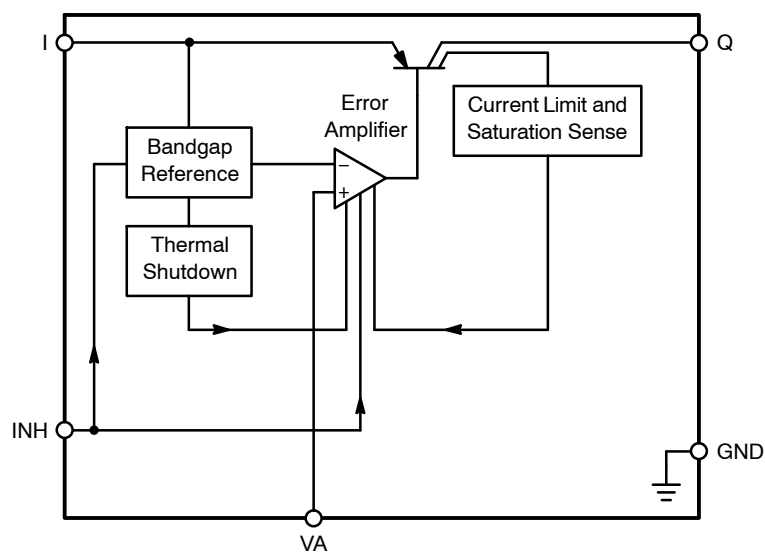 I
Q
Error
Amplifier
Current Limit and
Saturation Sense
Bandgap
Reference
−
+
Thermal
Shutdown
INH
GND
VA